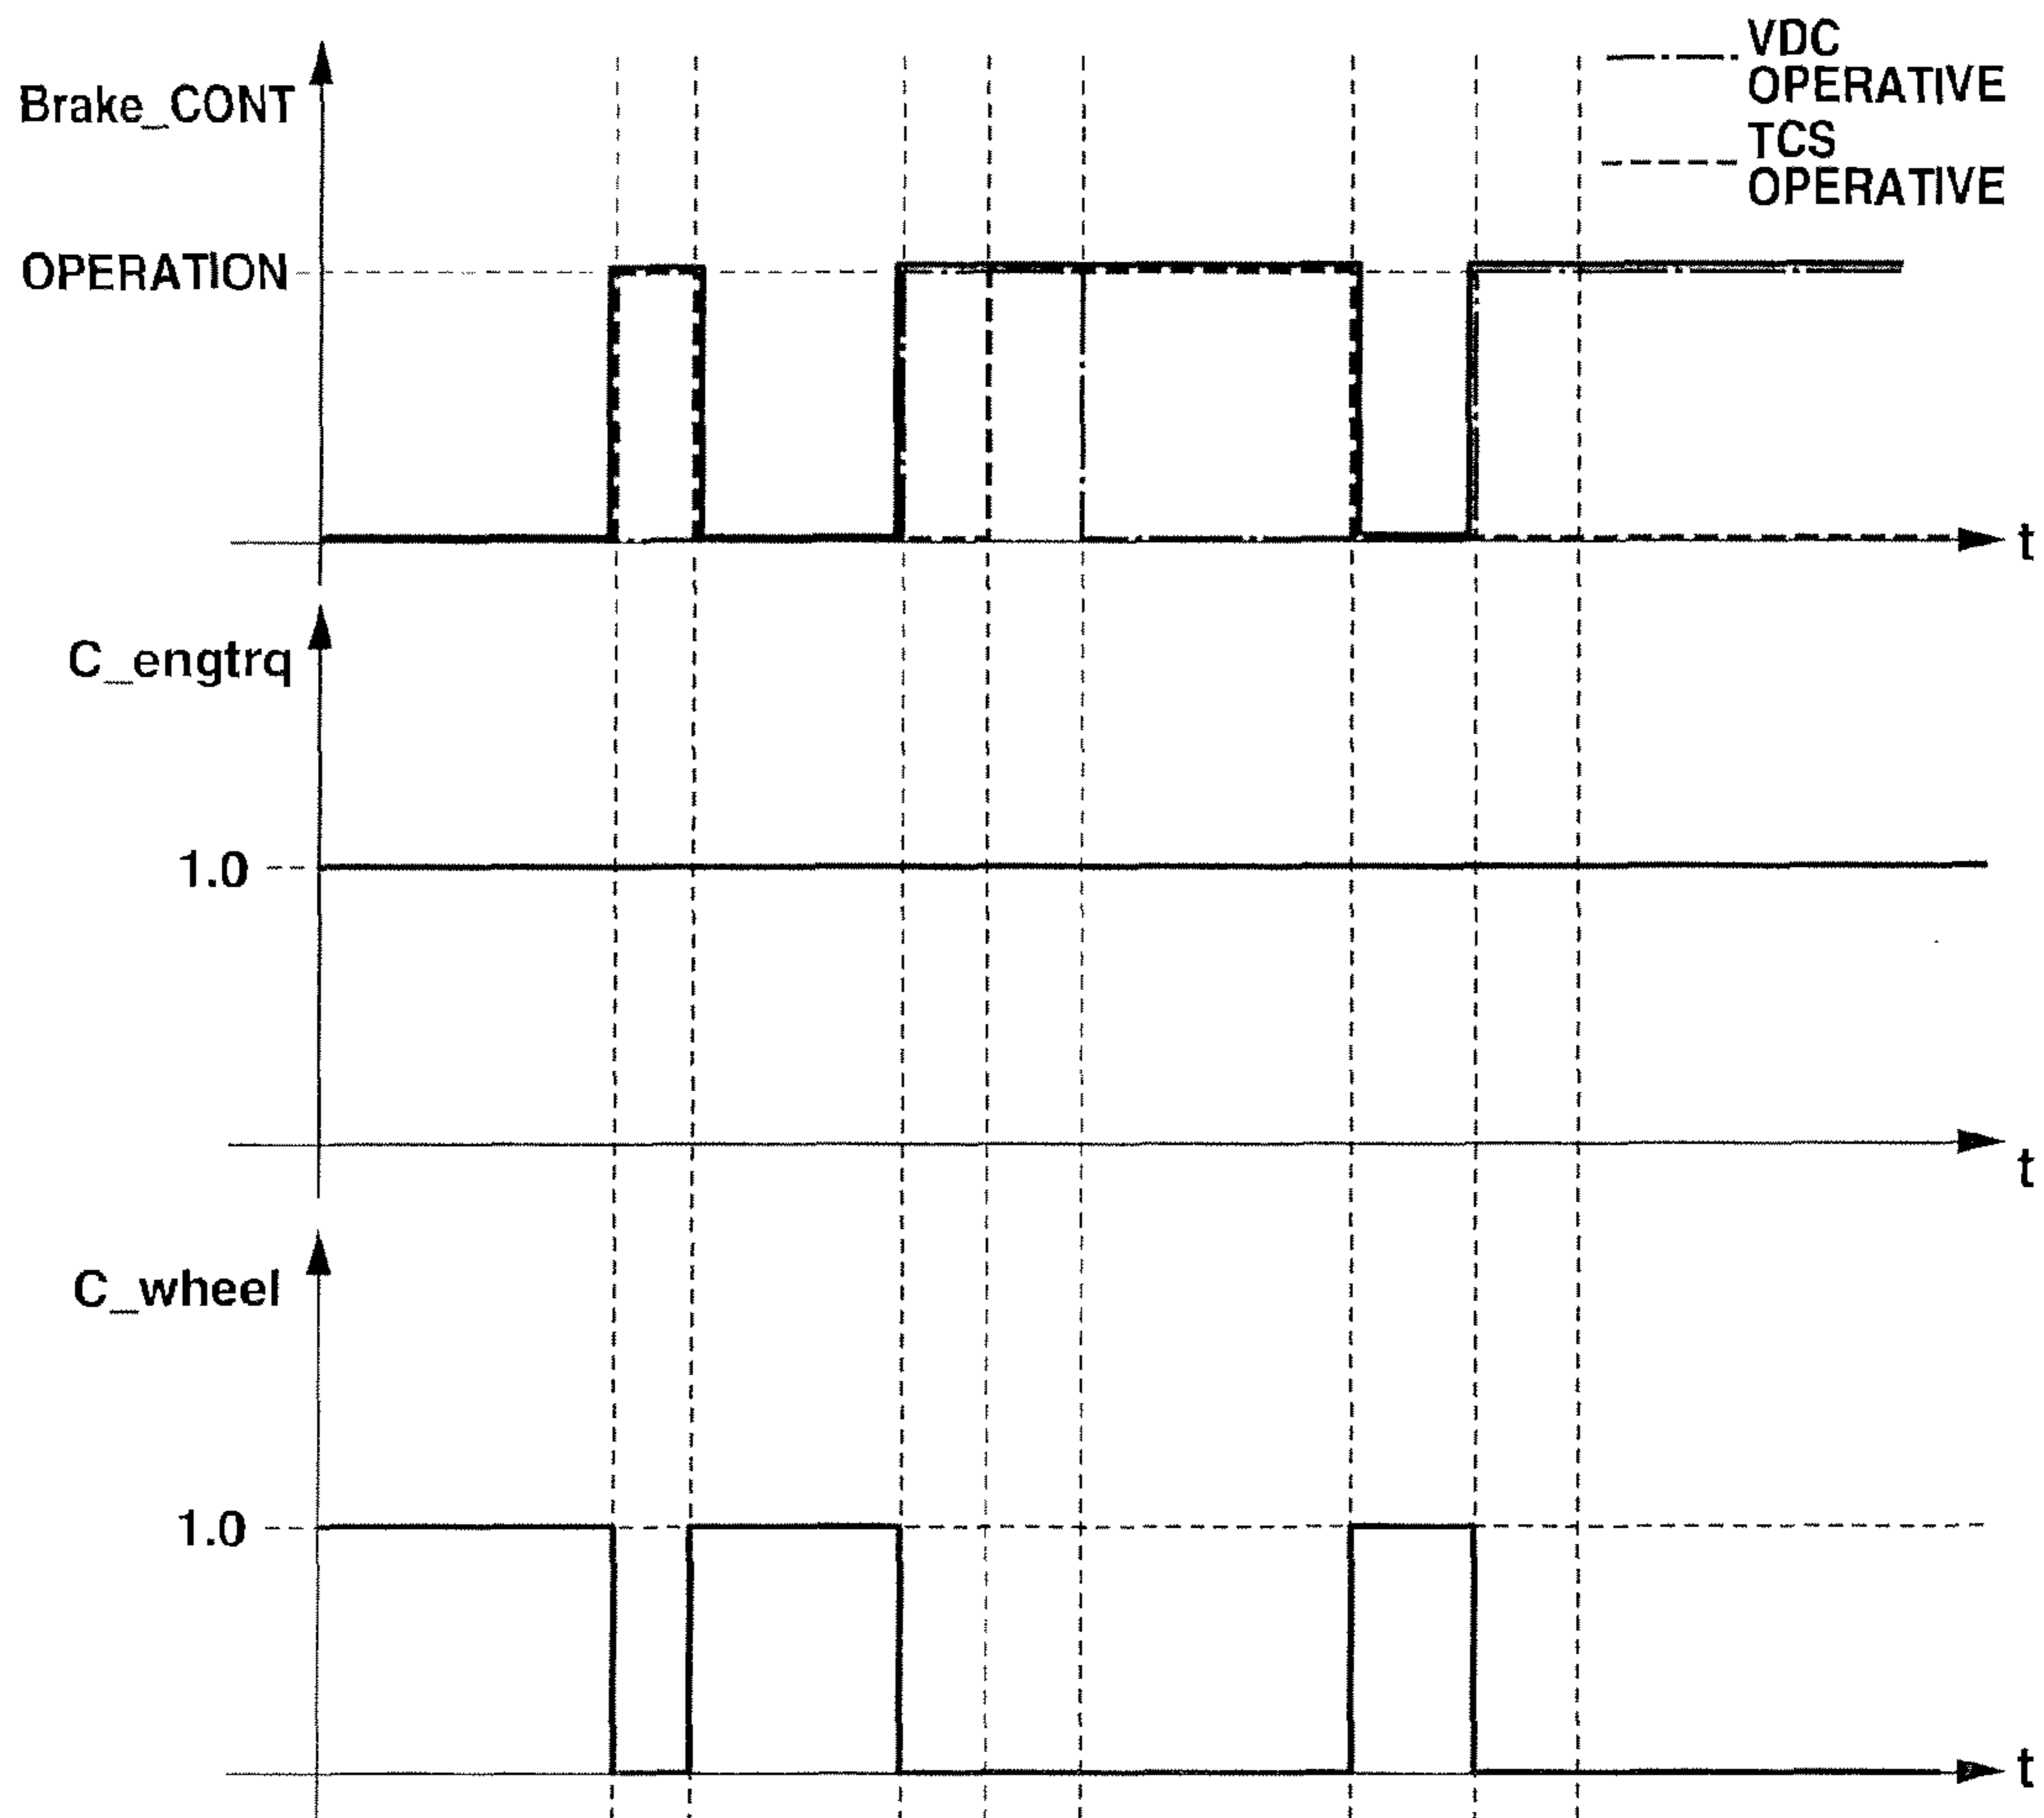 VDC
OPERATIVE
Brake_CONT
TCS
OPERATIVE
OPERATION
t
C_engtrq
1.0
t
C_wheel
1.0
t